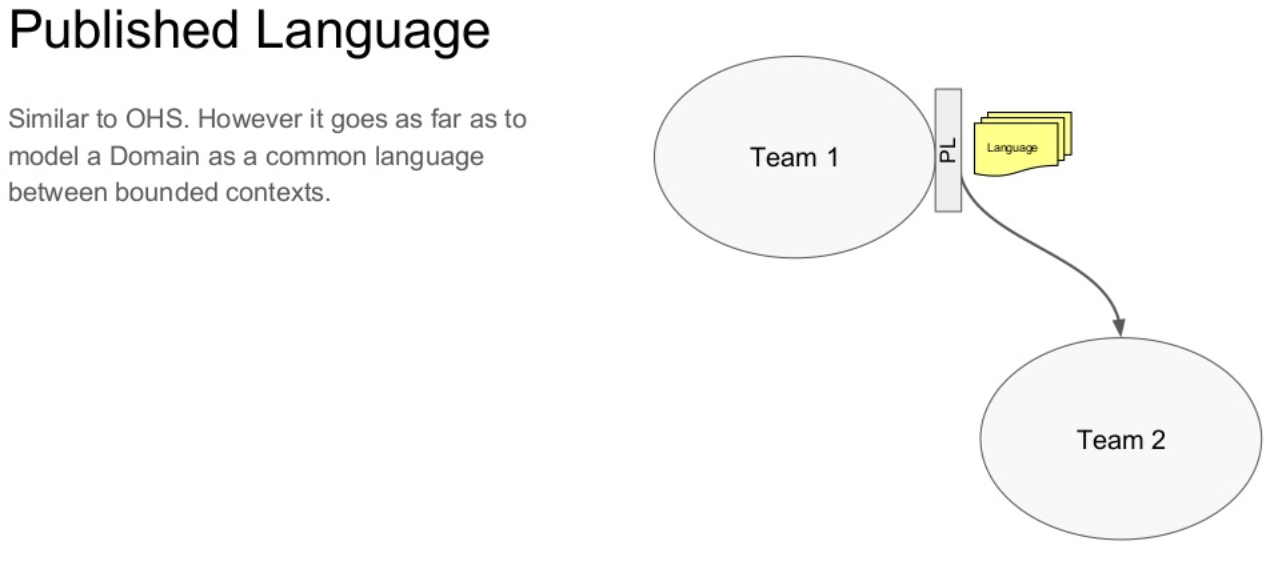 Published Language
Similar to OHS. However it goes as far as to
model a Domain as a common language
between bounded contexts.
Team 1
PL
Language
Team 2